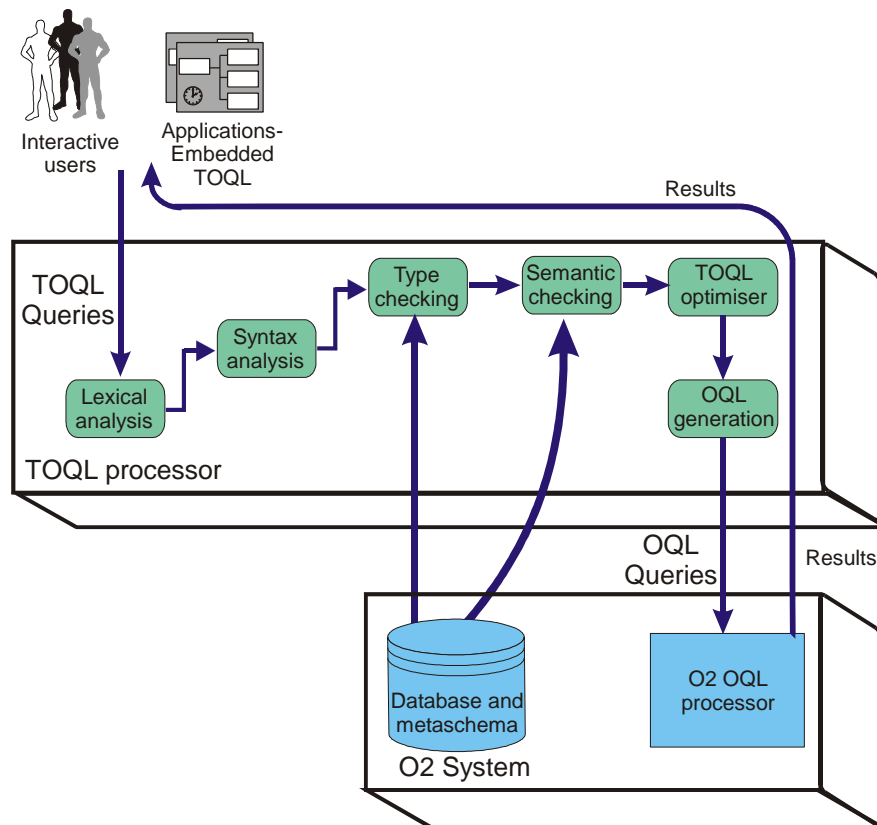 Interactive
users
Applications-
Embedded
TOQL
Results
TOQL
Queries
Type
checking
Semantic
checking
TOQL
optimiser
Syntax
analysis
Lexical
analysis
OQL
generation
TOQL processor
OQL
Queries
Results
Database and
metaschema
O2 OQL
processor
O2 System